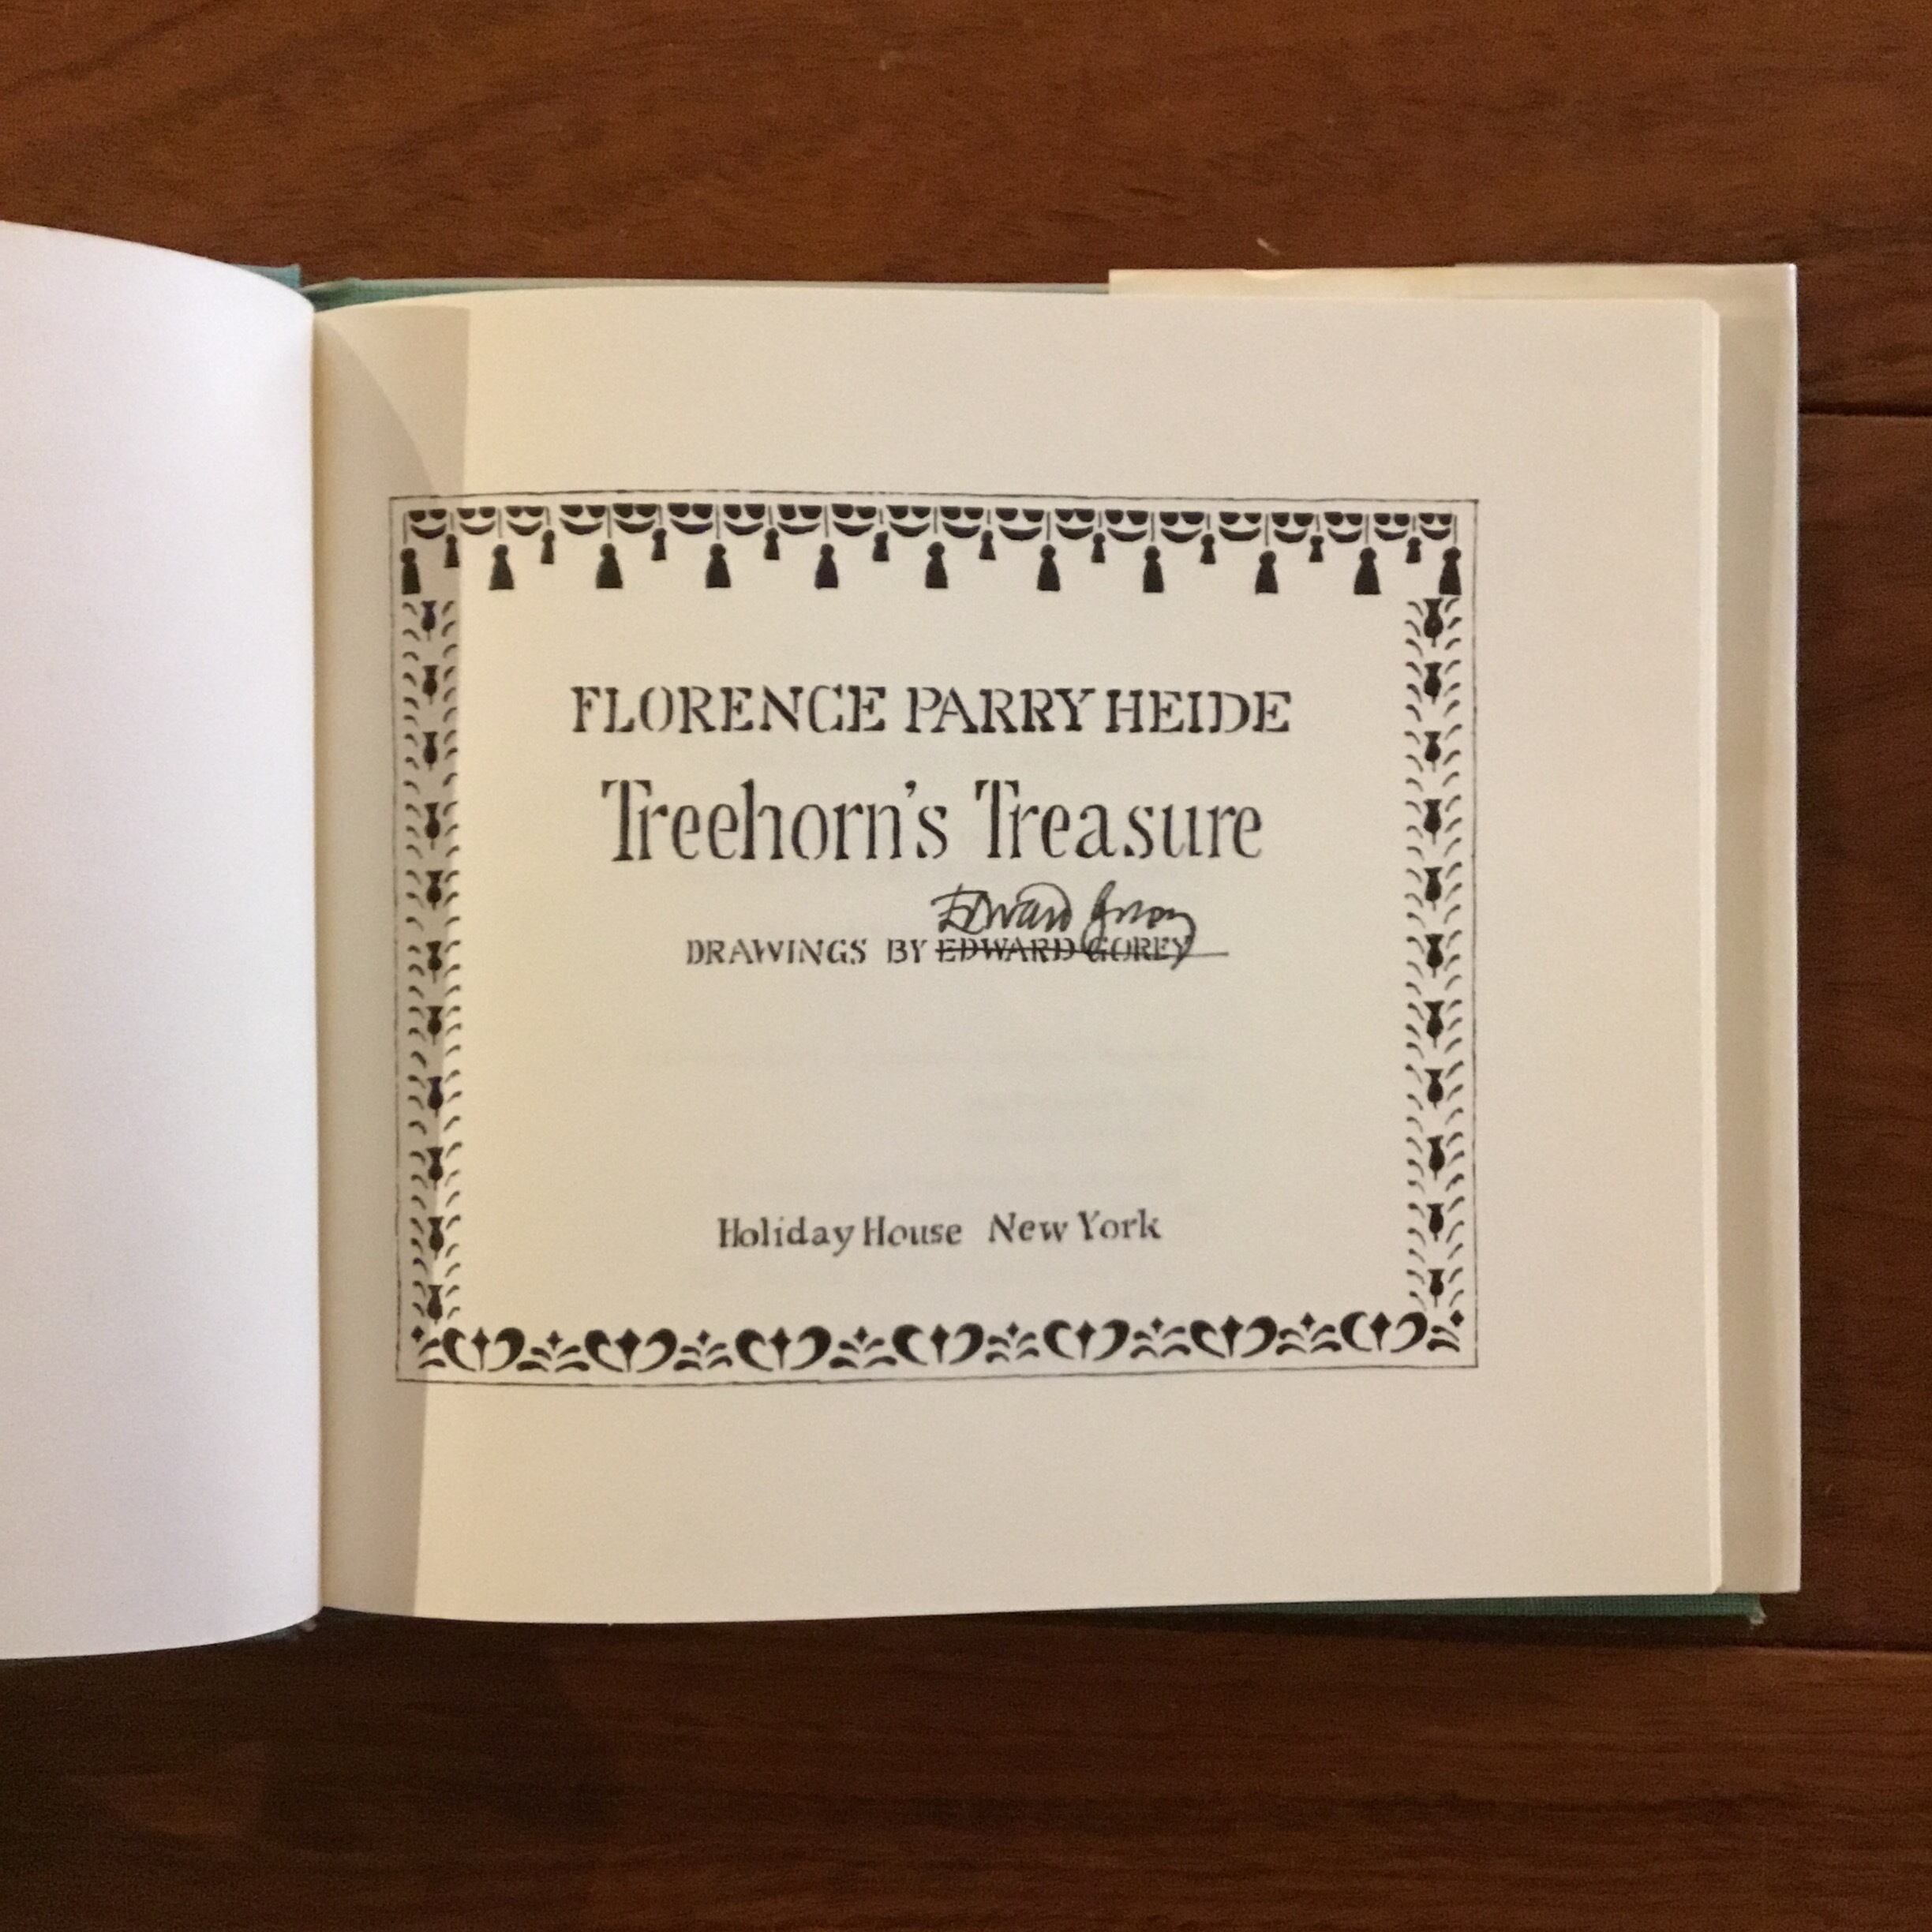 FLORENCE PARRY HEIDE
Treehorn's Treasure
Edward Gorey
DRAWINGS BY EDWARD GOREY
Holiday House New York